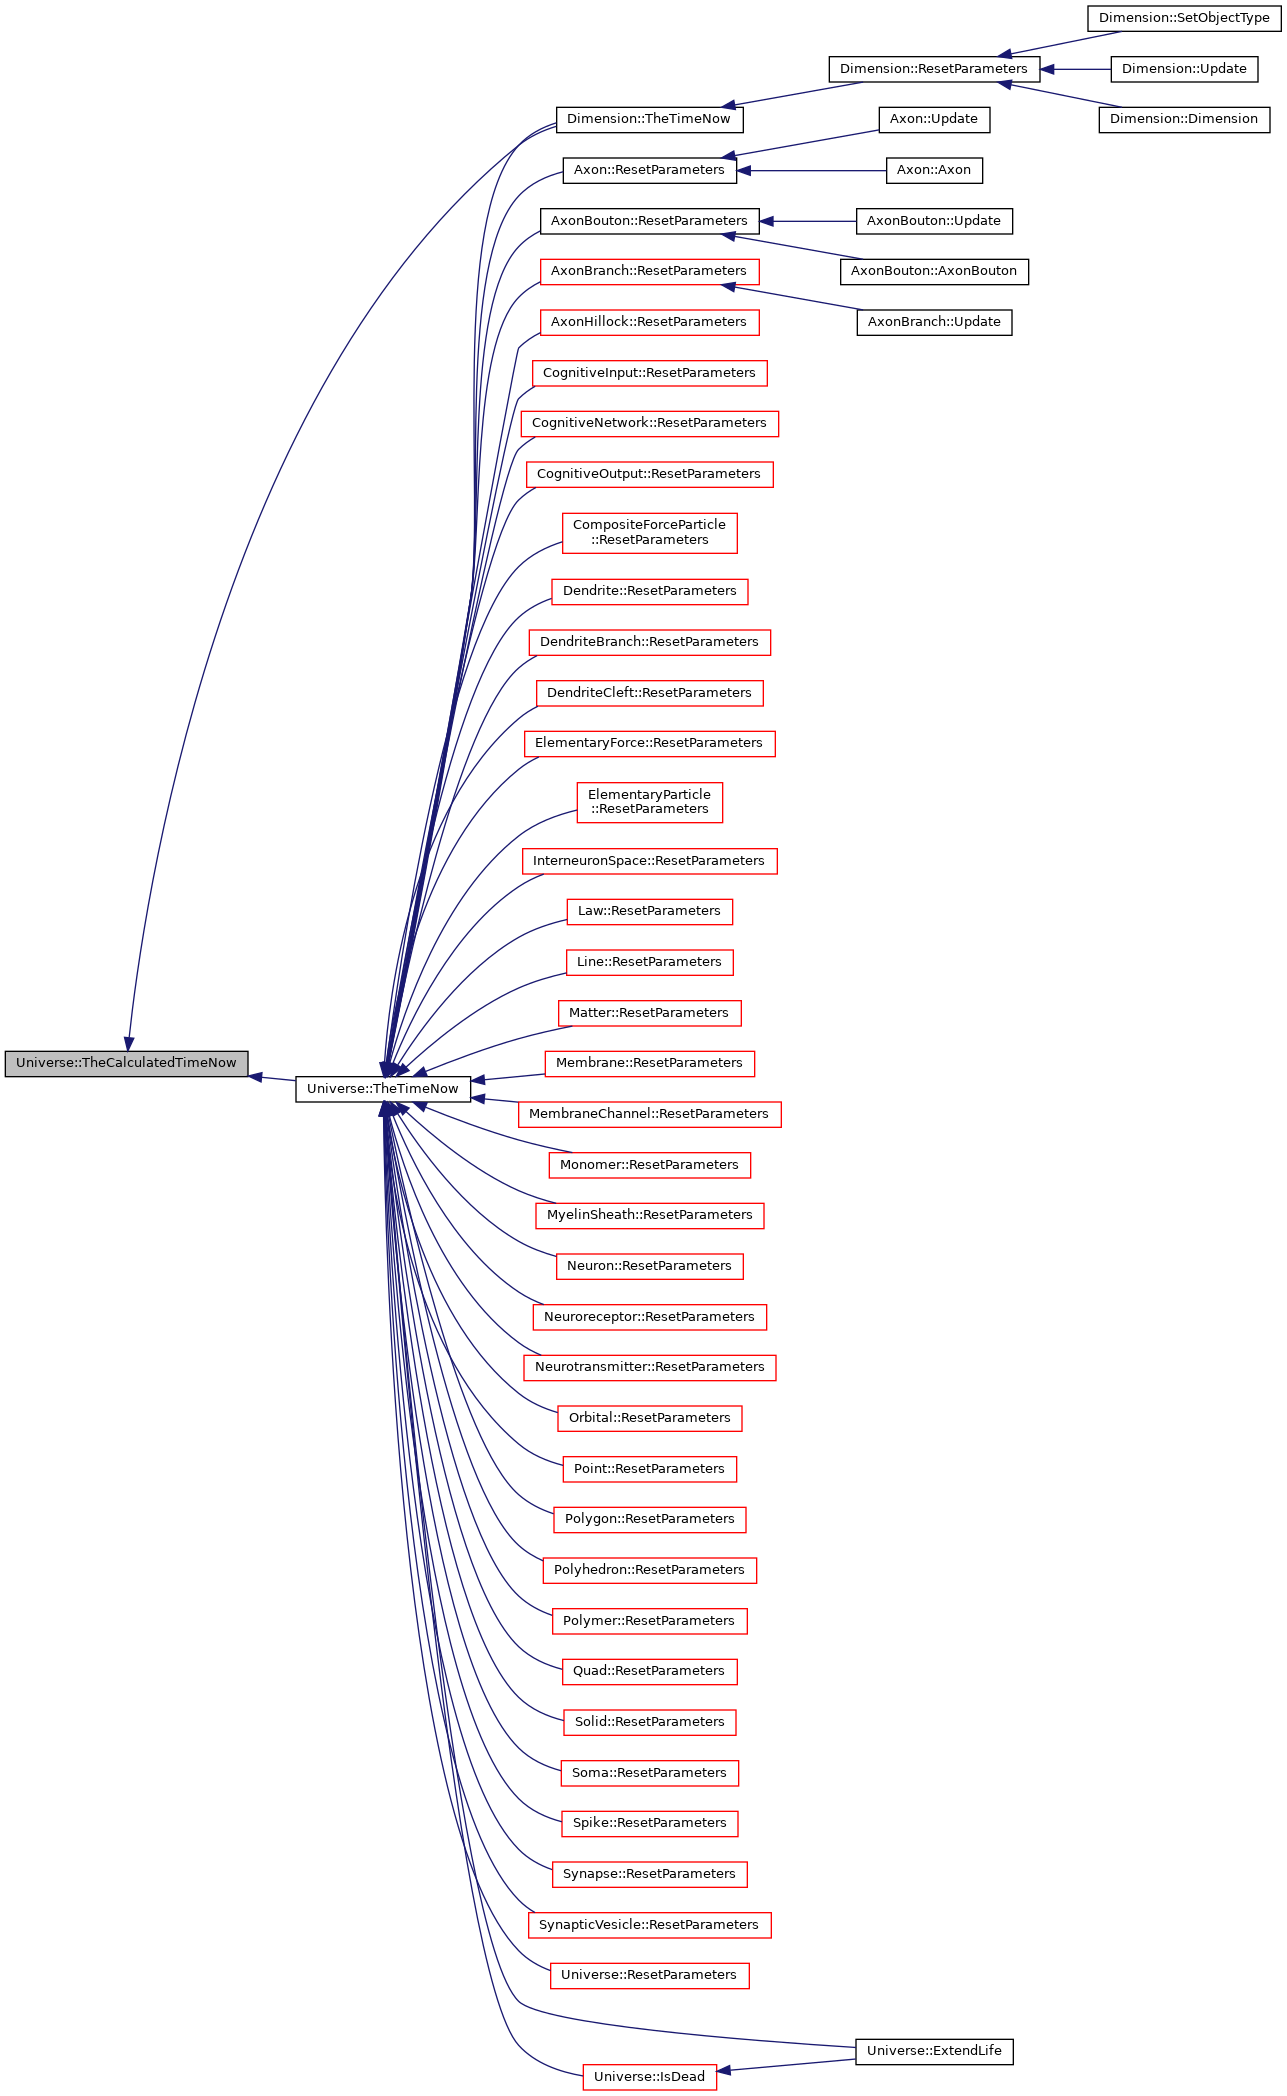 Dimension::SetObjectType
Dimension::ResetParameters
Dimension::Update
Dimension::TheTimeNow
Axon::Update
Dimension::Dimension
Axon::ResetParameters
Axon::Axon
AxonBouton::ResetParameters
AxonBouton::Update
AxonBranch::ResetParameters
AxonBouton::AxonBouton
AxonHillock::ResetParameters
AxonBranch::Update
CognitiveInput::ResetParameters
CognitiveNetwork::ResetParameters
CognitiveOutput::ResetParameters
CompositeForceParticle
::ResetParameters
Dendrite::ResetParameters
DendriteBranch::ResetParameters
DendriteCleft::ResetParameters
ElementaryForce::ResetParameters
ElementaryParticle
::ResetParameters
InterneuronSpace::ResetParameters
Law::ResetParameters
Line::ResetParameters
Matter::ResetParameters
Universe::TheCalculatedTimeNow
Membrane::ResetParameters
Universe::TheTimeNow
MembraneChannel::ResetParameters
Monomer::ResetParameters
MyelinSheath::ResetParameters
Neuron::ResetParameters
Neuroreceptor::ResetParameters
Neurotransmitter::ResetParameters
Orbital::ResetParameters
Point::ResetParameters
Polygon::ResetParameters
Polyhedron::ResetParameters
Polymer::ResetParameters
Quad::ResetParameters
Solid::ResetParameters
Soma::ResetParameters
Spike::ResetParameters
Synapse::ResetParameters
SynapticVesicle::ResetParameters
Universe::ResetParameters
Universe::ExtendLife
Universe::IsDead